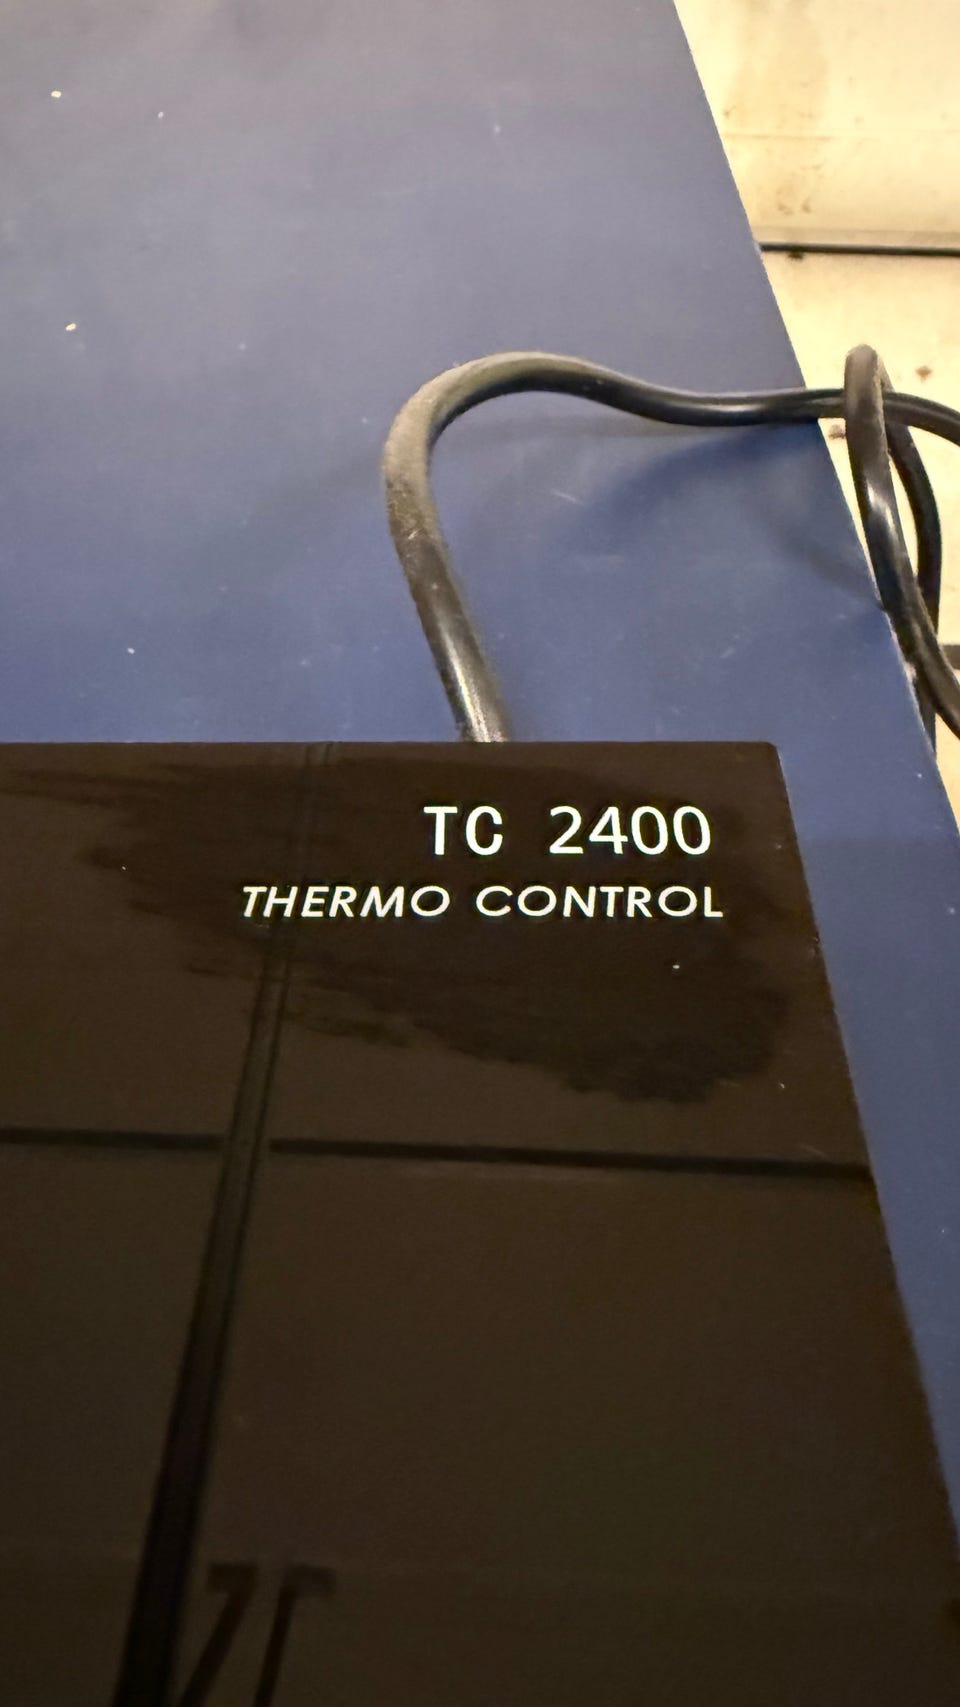 TC 2400
THERMO CONTROL